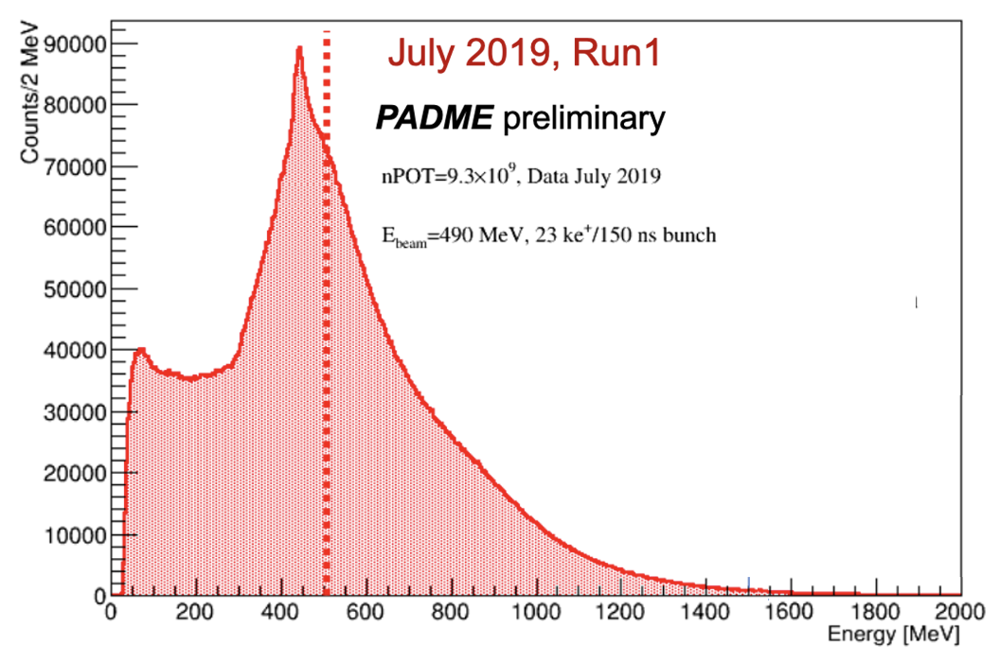 Counts/2 MeV
90000
80000
70000
60000
50000
40000
30000
20000
10000
0
July 2019, Run1
PADME preliminary
nPOT=9.3×10⁹, Data July 2019
E_beam=490 MeV, 23 ke⁺/150 ns bunch
0 200 400 600 800 1000 1200 1400 1600 1800 2000
Energy [MeV]